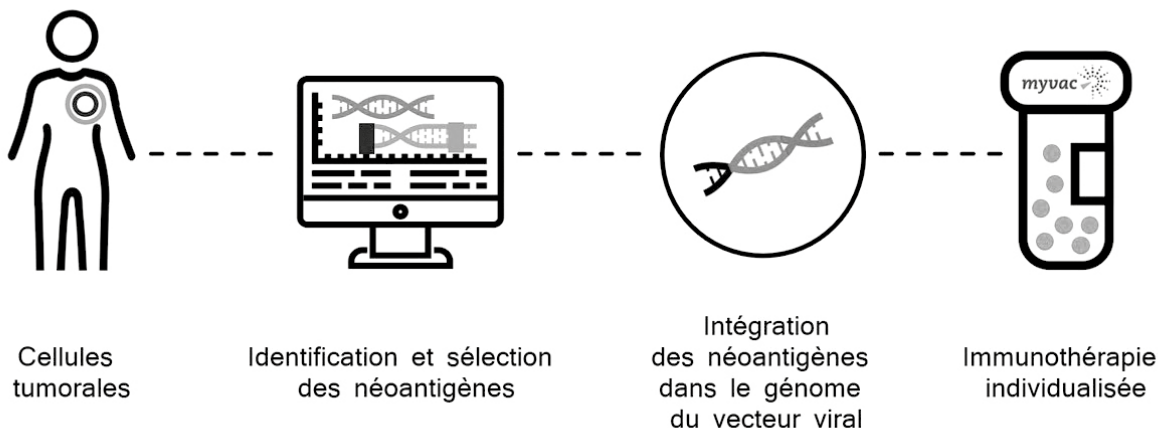 myvac
Cellules
tumorales
Identification et sélection
des néoantigènes
Intégration
des néoantigènes
dans le génome
du vecteur viral
Immunothérapie
individualisée